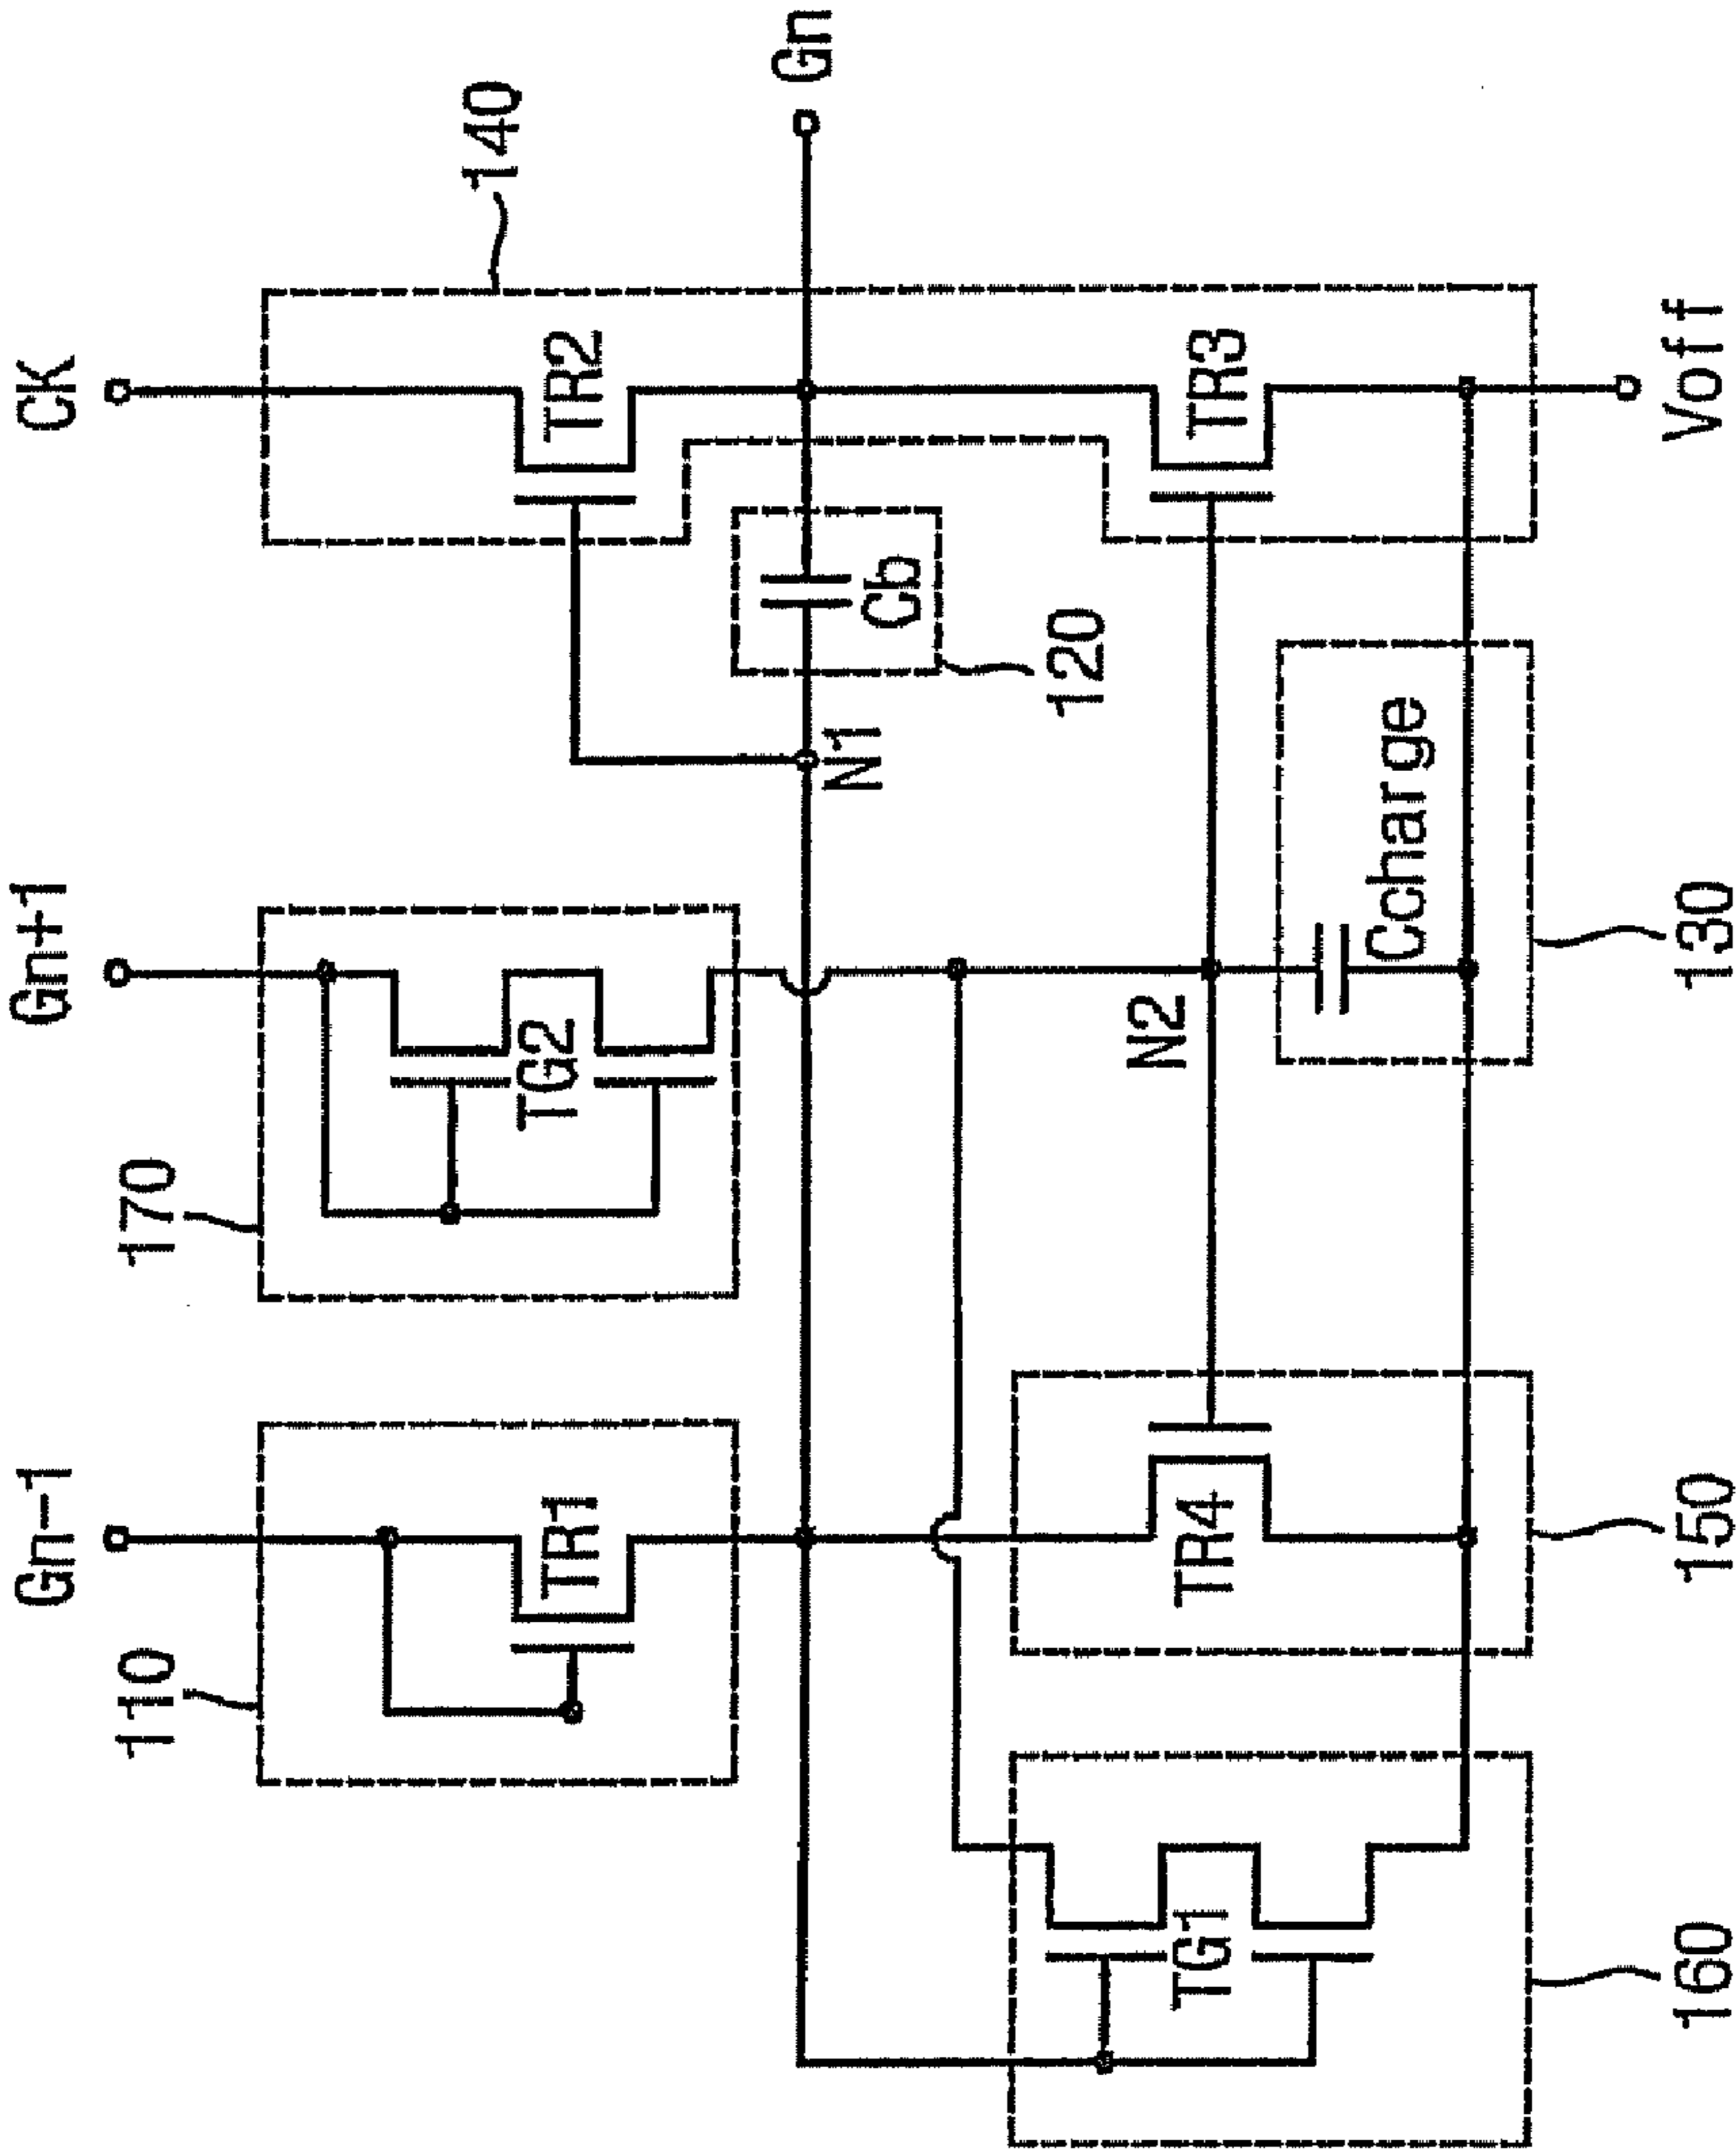 Gn-1
Gn+1
CK
110
170
140
TR1
TG2
TR2
Gn
N1
Cb
120
N2
TG1
TR4
Ccharge
TR3
160
150
130
Voff